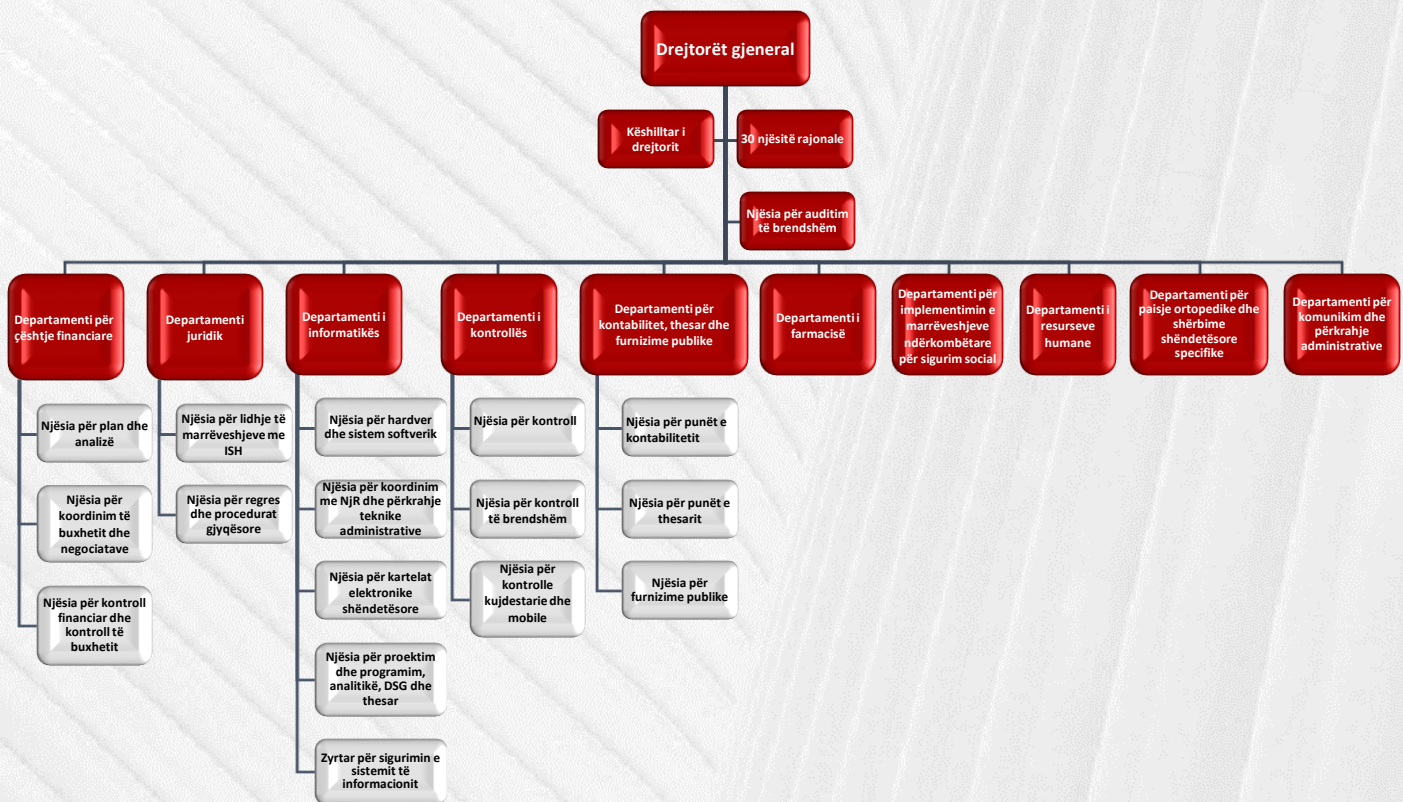 Drejtorët gjeneral
Këshilltar i
drejtorit
30 njësitë rajonale
Njësia për auditim
të brendshëm
Departamenti për
çështje financiare
Departamenti
juridik
Departamenti i
informatikës
Departamenti i
kontrollës
Departamenti për
kontabilitet, thesar dhe
furnizime publike
Departamenti i
farmacisë
Departamenti për
implementimin e
marrëveshjeve
ndërkombëtare
për sigurim social
Departamenti i
resurseve
humane
Departamenti për
paisje ortopedike dhe
shërbime
shëndetësore
specifike
Departamenti për
komunikim dhe
përkrahje
administrative
Njësia për plan dhe
analizë
Njësia për
koordinim të
buxhetit dhe
negociatave
Njësia për kontroll
financiar dhe
kontroll të
buxhetit
Njësia për lidhje të
marrëveshjeve me
ISH
Njësia për regres
dhe procedurat
gjyqësore
Njësia për hardver
dhe sistem softverik
Njësia për koordinim
me NjR dhe përkrahje
teknike
administrative
Njësia për kartelat
elektronike
shëndetësore
Njësia për proektim
dhe programim,
analitikë, DSG dhe
thesar
Zyrtar për sigurimin e
sistemit të
informacionit
Njësia për kontroll
Njësia për kontroll
të brendshëm
Njësia për
kontrolle
kujdestarie dhe
mobile
Njësia për punët e
kontabilitetit
Njësia për punët e
thesarit
Njësia për
furnizime publike